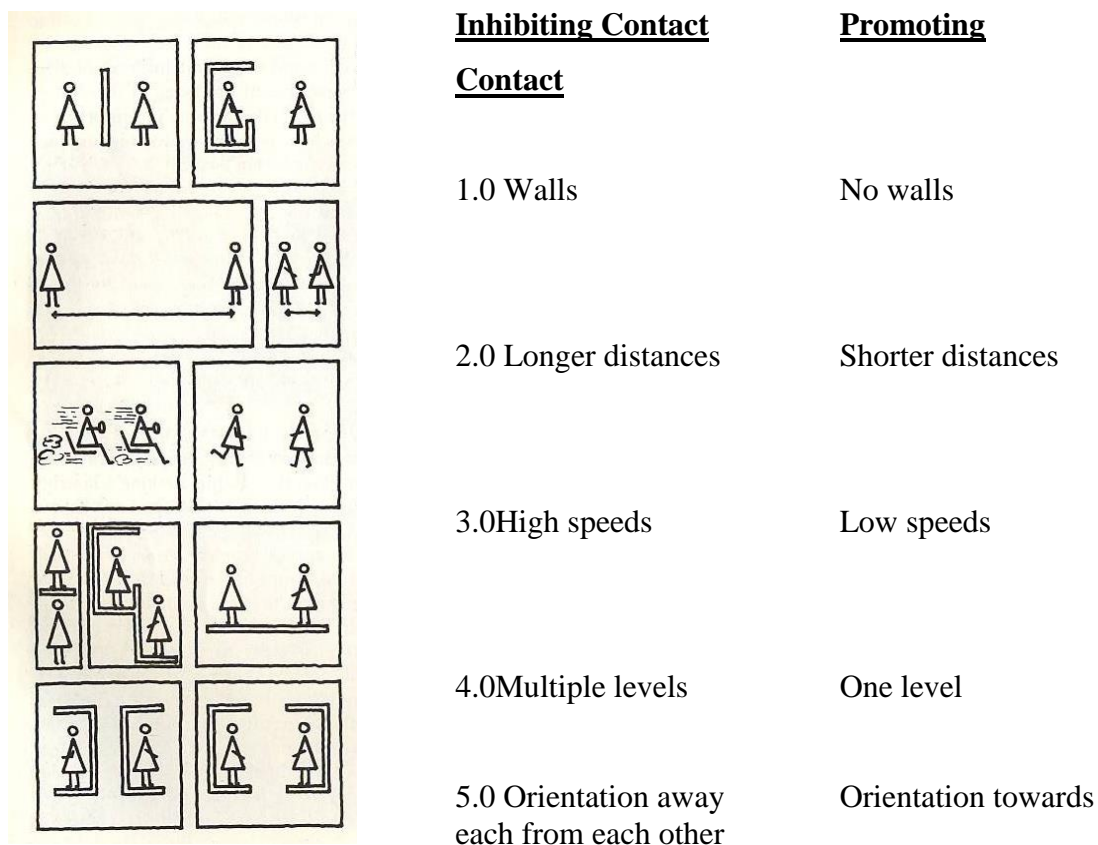 Inhibiting Contact Promoting
Contact
1.0 Walls No walls
2.0 Longer distances Shorter distances
3.0High speeds Low speeds
4.0Multiple levels One level
5.0 Orientation away Orientation towards
each from each other